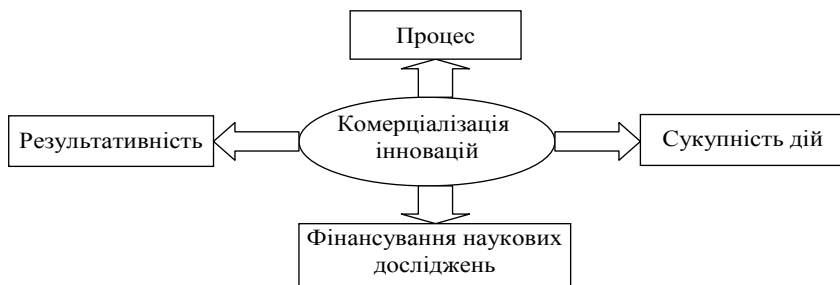 Процес
Результативність
Комерціалізація
інновацій
Сукупність дій
Фінансування наукових
досліджень